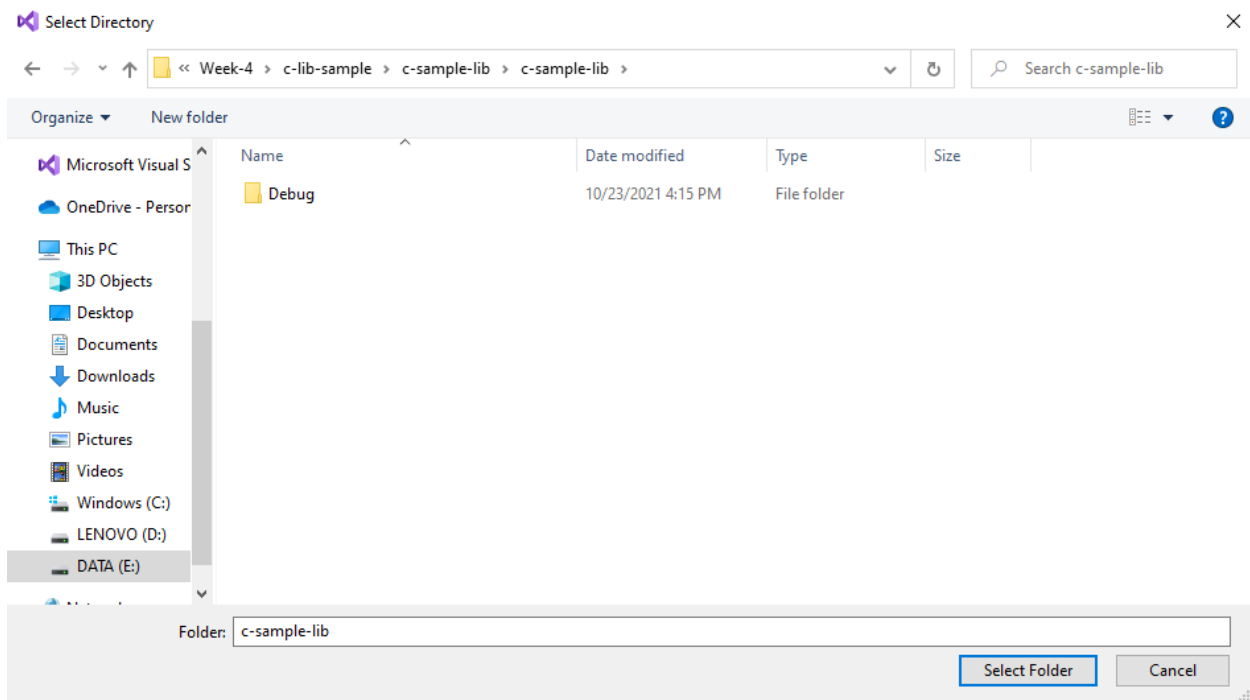 Select Directory
« Week-4 > c-lib-sample > c-sample-lib > c-sample-lib >
Search c-sample-lib
Organize
New folder
Name
Date modified
Type
Size
Microsoft Visual S
OneDrive - Person
This PC
3D Objects
Desktop
Documents
Downloads
Music
Pictures
Videos
Windows (C:)
LENOVO (D:)
DATA (E:)
Debug
10/23/2021 4:15 PM
File folder
Folder:
c-sample-lib
Select Folder
Cancel